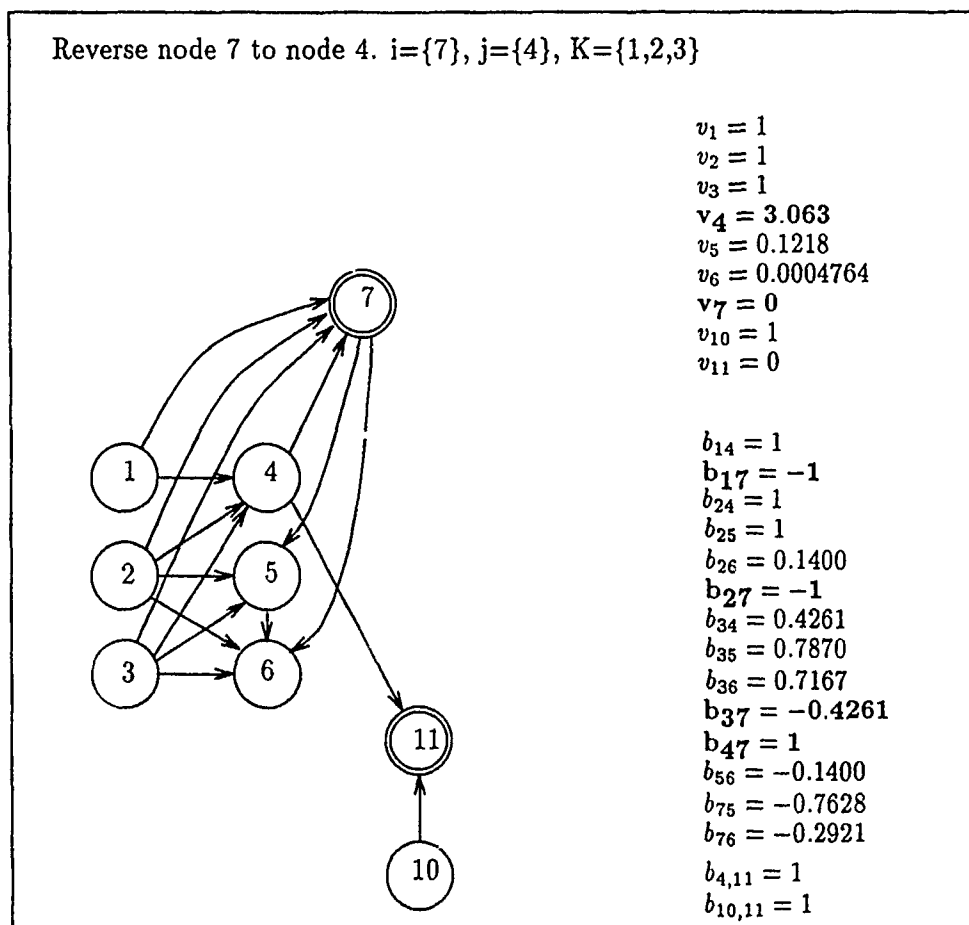 Reverse node 7 to node 4. i={7}, j={4}, K={1,2,3}
v₁ = 1
v₂ = 1
v₃ = 1
v₄ = 3.063
v₅ = 0.1218
v₆ = 0.0004764
v₇ = 0
v₁₀ = 1
v₁₁ = 0
7
1
4
2
5
3
6
11
10
b₁₄ = 1
b₁₇ = −1
b₂₄ = 1
b₂₅ = 1
b₂₆ = 0.1400
b₂₇ = −1
b₃₄ = 0.4261
b₃₅ = 0.7870
b₃₆ = 0.7167
b₃₇ = −0.4261
b₄₇ = 1
b₅₆ = −0.1400
b₇₅ = −0.7628
b₇₆ = −0.2921
b₄,₁₁ = 1
b₁₀,₁₁ = 1